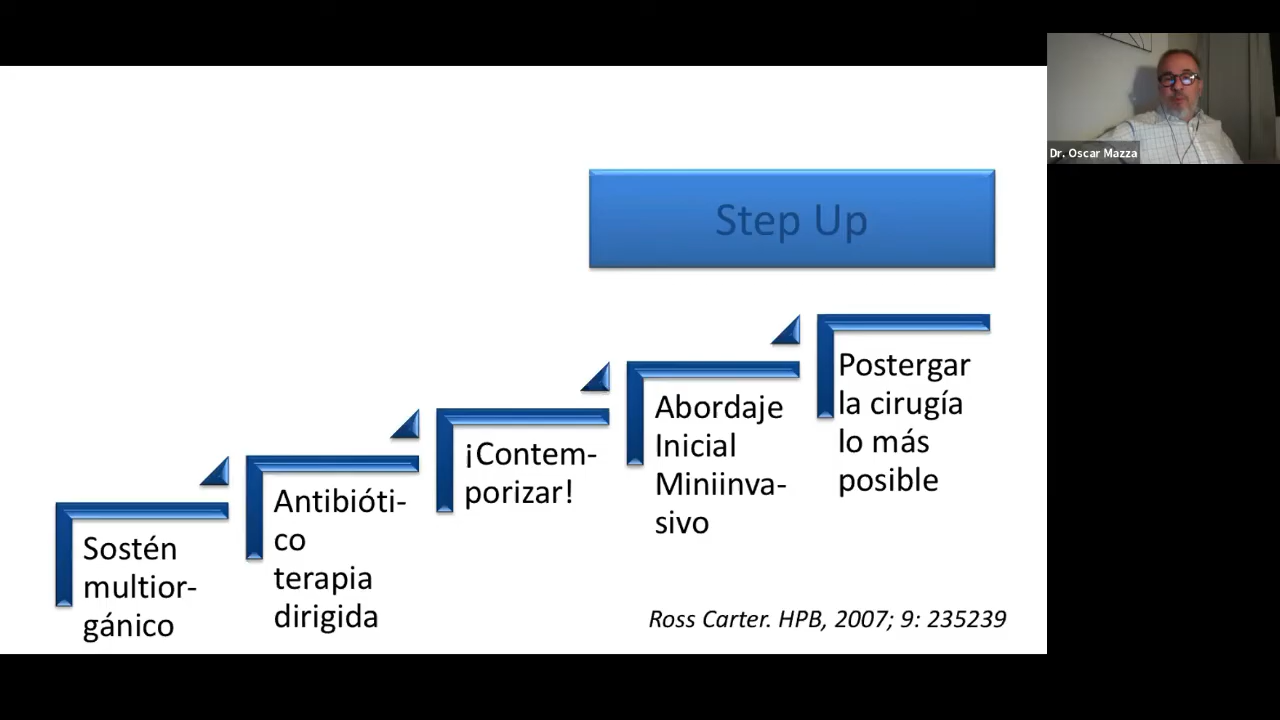 Dr. Oscar Mazza
Step Up
Sostén
multior-
gánico
Antibióti-
co
terapia
dirigida
¡Contem-
porizar!
Abordaje
Inicial
Miniinva-
sivo
Postergar
la cirugía
lo más
posible
Ross Carter. HPB, 2007; 9: 235239